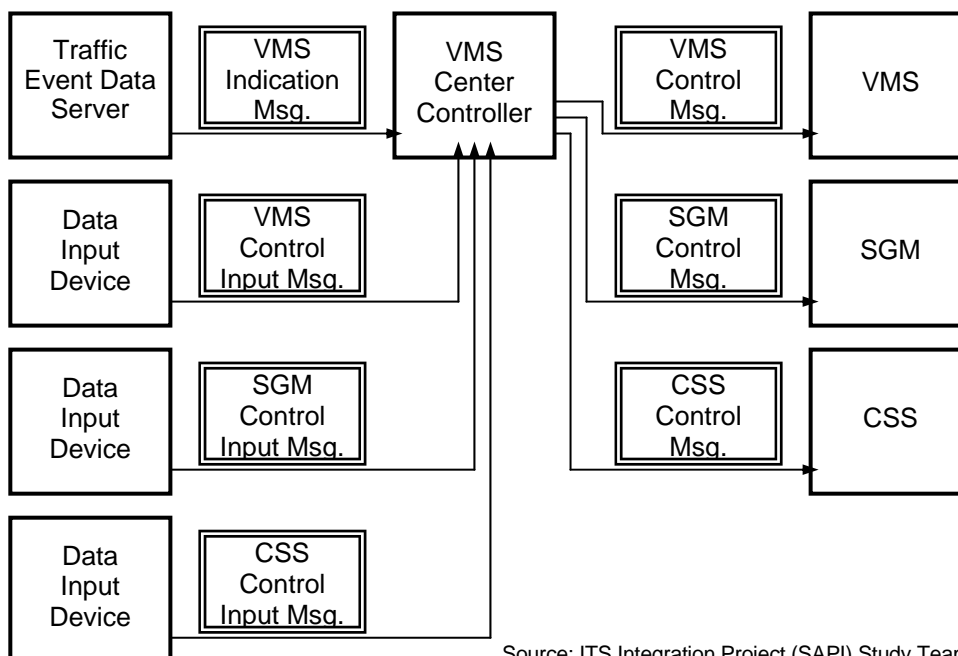 Traffic
Event Data
Server
VMS
Indication
Msg.
VMS
Center
Controller
VMS
Control
Msg.
VMS
Data
Input
Device
VMS
Control
Input Msg.
SGM
Control
Msg.
SGM
Data
Input
Device
SGM
Control
Input Msg.
CSS
Control
Msg.
CSS
Data
Input
Device
CSS
Control
Input Msg.
Source: ITS Integration Project (SAPI) Study Team